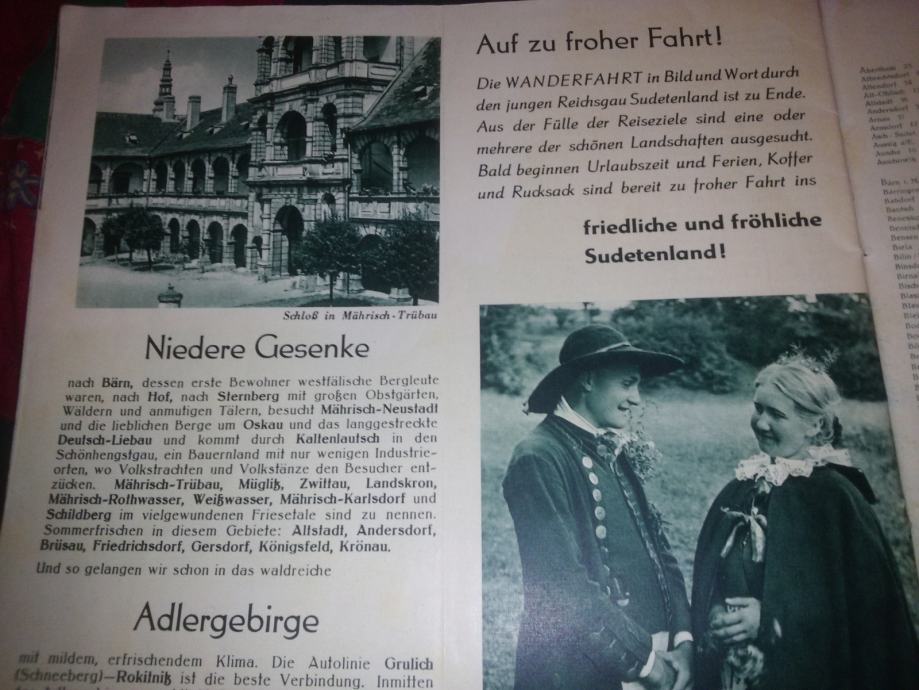 Schloß in Mährisch-Trübau
Niedere Gesenke
nach Bärn, dessen erste Bewohner westfälische Bergleute
waren, nach Hof, nach Sternberg mit großen Obstgärten,
Wäldern und anmutigen Tälern, besucht Mährisch-Neustadt
und die lieblichen Berge um Oskau und das langgestreckte
Deutsch-Liebau und kommt durch Kaltenlautsch in den
Schönhengstgau, ein Bauernland mit nur wenigen Industrie-
orten, wo Volkstrachten und Volkstänze den Besucher ent-
zücken. Mährisch-Trübau, Müglitz, Zwittau, Landskron,
Mährisch-Rothwasser, Weißwasser, Mährisch-Karlsdorf und
Schildberg im vielgewundenen Friesetale sind zu nennen.
Sommerfrischen in diesem Gebiete: Altstadt, Andersdorf,
Brüsau, Friedrichsdorf, Gersdorf, Königsfeld, Krönau.
Und so gelangen wir schon in das waldreiche
Adlergebirge
mit mildem, erfrischendem Klima. Die Autolinie Grulich
(Schneeberg)—Rokitnitz ist die beste Verbindung. Inmitten
Auf zu froher Fahrt!
Die WANDERFAHRT in Bild und Wort durch
den jungen Reichsgau Sudetenland ist zu Ende.
Aus der Fülle der Reiseziele sind eine oder
mehrere der schönen Landschaften ausgesucht.
Bald beginnen Urlaubszeit und Ferien, Koffer
und Rucksack sind bereit zu froher Fahrt ins
friedliche und fröhliche
Sudetenland!